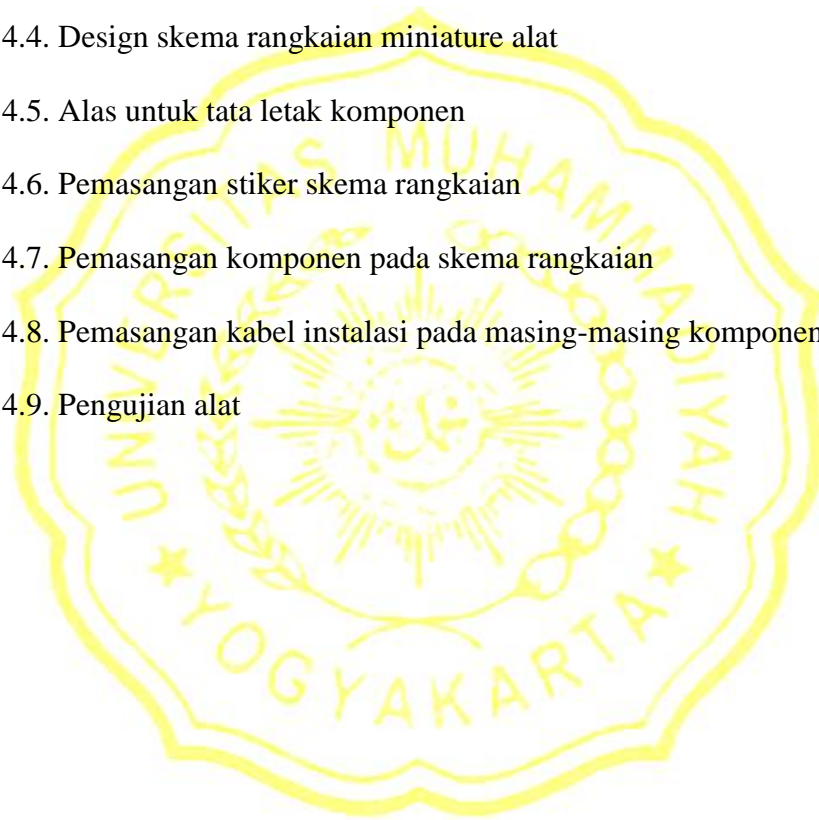 4.4. Design skema rangkaian miniature alat
4.5. Alas untuk tata letak komponen
4.6. Pemasangan stiker skema rangkaian
4.7. Pemasangan komponen pada skema rangkaian
4.8. Pemasangan kabel instalasi pada masing-masing komponen
4.9. Pengujian alat
UNIVERSITAS MUHAMMADIYAH
YOGYAKARTA